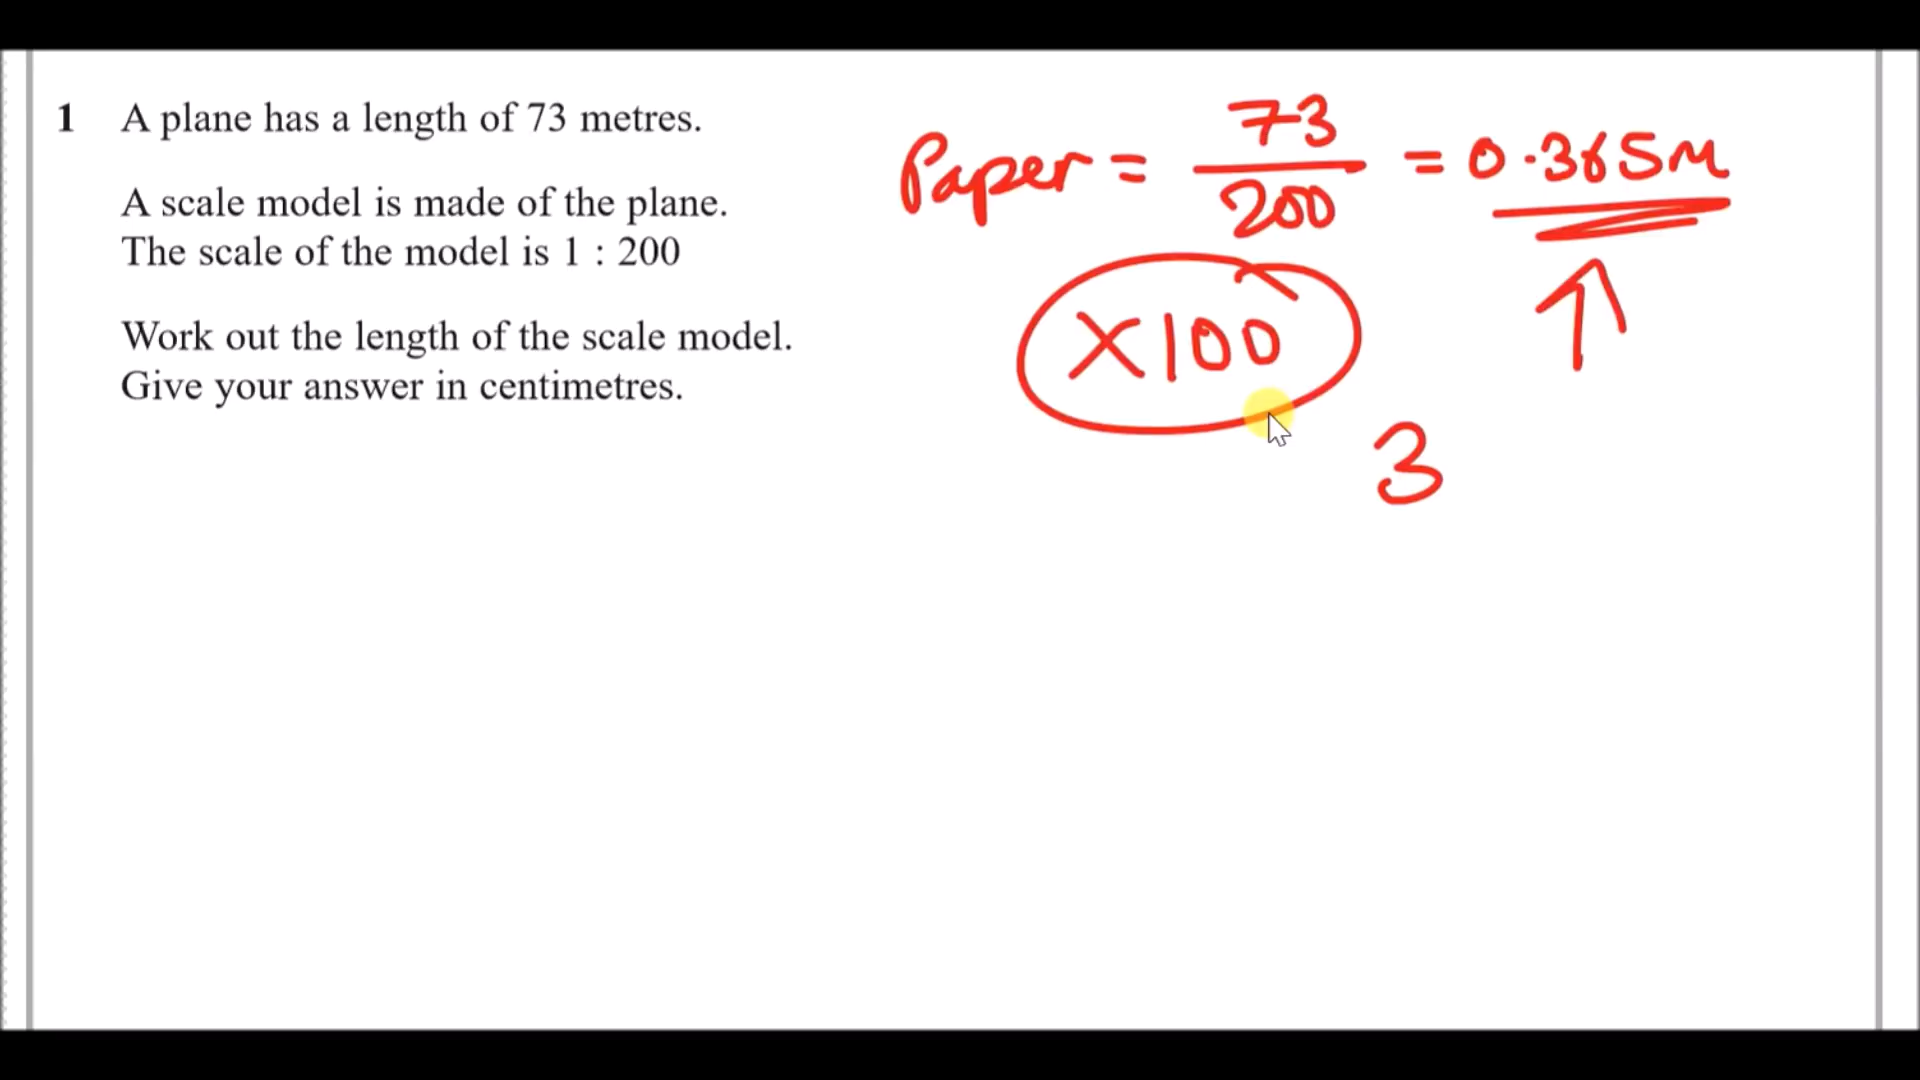 1 A plane has a length of 73 metres.
A scale model is made of the plane.
The scale of the model is 1 : 200
Work out the length of the scale model.
Give your answer in centimetres.
Paper = 73/200 = 0.365m
×100
3